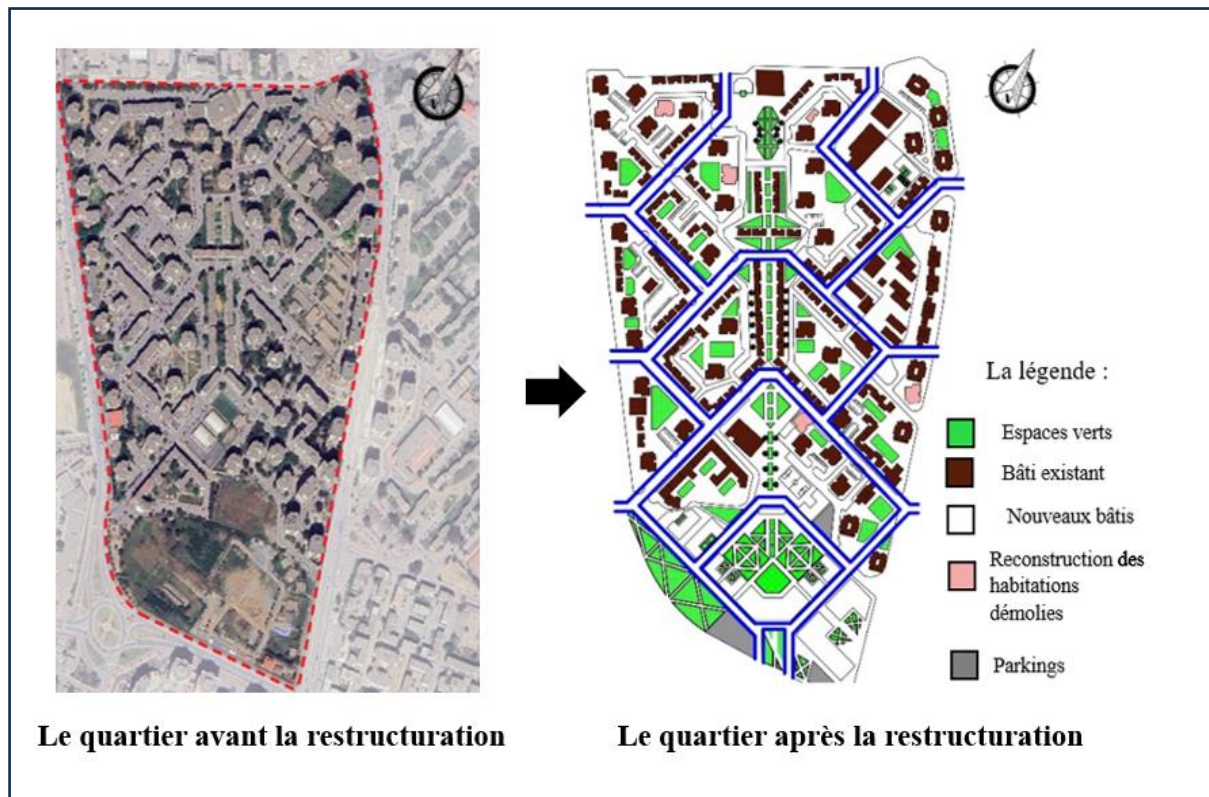 La légende :
Espaces verts
Bâti existant
Nouveaux bâtis
Reconstruction des
habitations
démolies
Parkings
Le quartier avant la restructuration
Le quartier après la restructuration